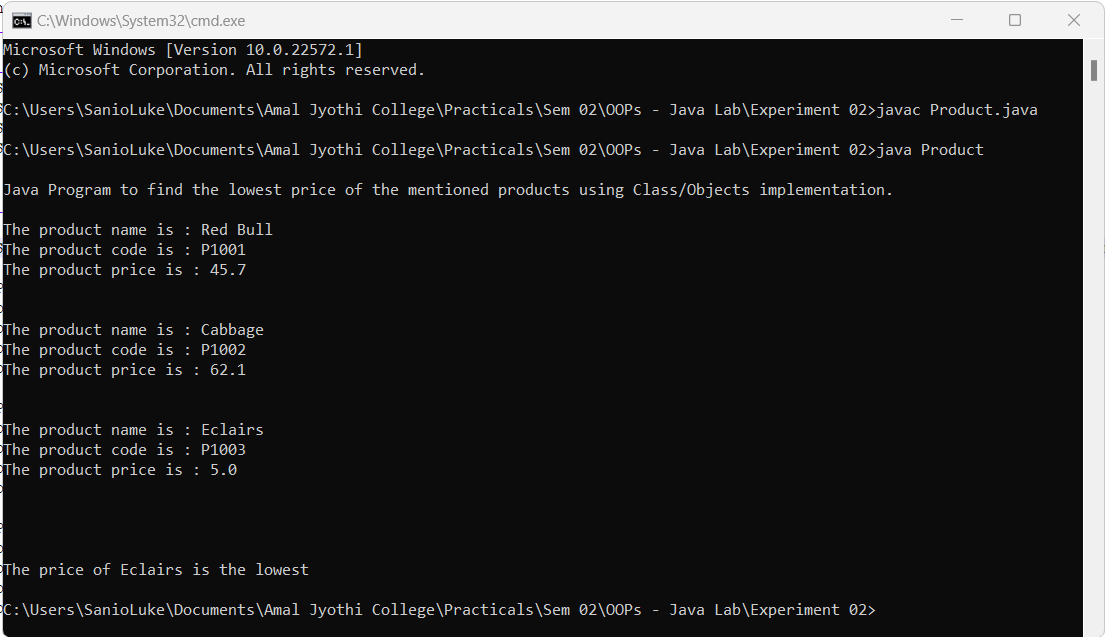 C:\Windows\System32\cmd.exe
Microsoft Windows [Version 10.0.22572.1]
(c) Microsoft Corporation. All rights reserved.
C:\Users\SanioLuke\Documents\Amal Jyothi College\Practicals\Sem 02\OOPs - Java Lab\Experiment 02>javac Product.java
C:\Users\SanioLuke\Documents\Amal Jyothi College\Practicals\Sem 02\OOPs - Java Lab\Experiment 02>java Product
Java Program to find the lowest price of the mentioned products using Class/Objects implementation.
The product name is : Red Bull
The product code is : P1001
The product price is : 45.7
The product name is : Cabbage
The product code is : P1002
The product price is : 62.1
The product name is : Eclairs
The product code is : P1003
The product price is : 5.0
The price of Eclairs is the lowest
C:\Users\SanioLuke\Documents\Amal Jyothi College\Practicals\Sem 02\OOPs - Java Lab\Experiment 02>